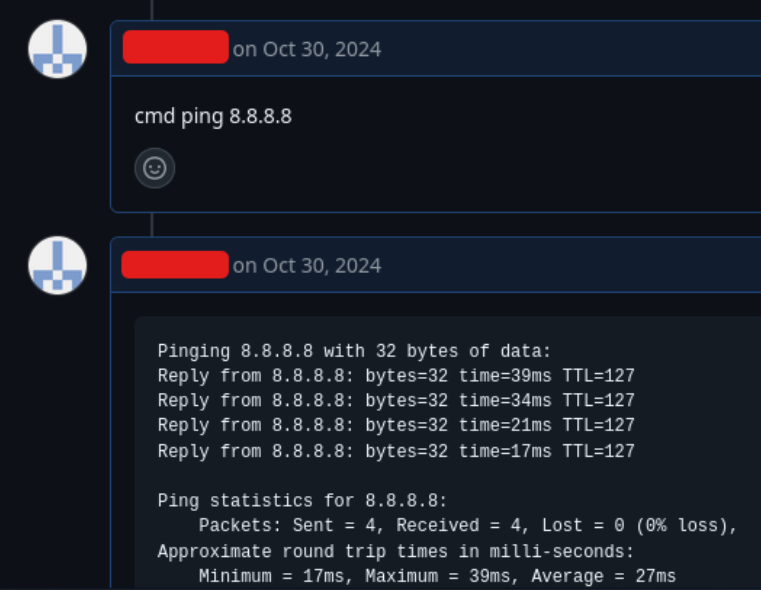 on Oct 30, 2024
cmd ping 8.8.8.8
on Oct 30, 2024
Pinging 8.8.8.8 with 32 bytes of data:
Reply from 8.8.8.8: bytes=32 time=39ms TTL=127
Reply from 8.8.8.8: bytes=32 time=34ms TTL=127
Reply from 8.8.8.8: bytes=32 time=21ms TTL=127
Reply from 8.8.8.8: bytes=32 time=17ms TTL=127
Ping statistics for 8.8.8.8:
Packets: Sent = 4, Received = 4, Lost = 0 (0% loss),
Approximate round trip times in milli-seconds:
Minimum = 17ms, Maximum = 39ms, Average = 27ms